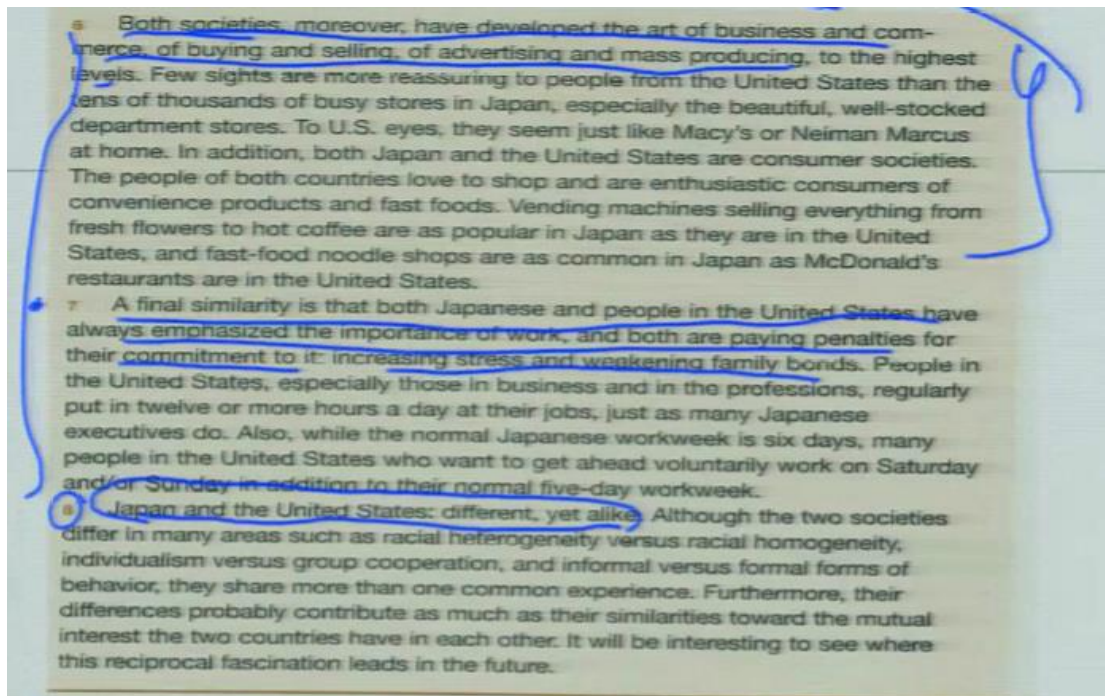 6 Both societies, moreover, have developed the art of business and com-
merce, of buying and selling, of advertising and mass producing, to the highest
levels. Few sights are more reassuring to people from the United States than the
tens of thousands of busy stores in Japan, especially the beautiful, well-stocked
department stores. To U.S. eyes, they seem just like Macy's or Neiman Marcus
at home. In addition, both Japan and the United States are consumer societies.
The people of both countries love to shop and are enthusiastic consumers of
convenience products and fast foods. Vending machines selling everything from
fresh flowers to hot coffee are as popular in Japan as they are in the United
States, and fast-food noodle shops are as common in Japan as McDonald's
restaurants are in the United States.
7 A final similarity is that both Japanese and people in the United States have
always emphasized the importance of work, and both are paying penalties for
their commitment to it: increasing stress and weakening family bonds. People in
the United States, especially those in business and in the professions, regularly
put in twelve or more hours a day at their jobs, just as many Japanese
executives do. Also, while the normal Japanese workweek is six days, many
people in the United States who want to get ahead voluntarily work on Saturday
and/or Sunday in addition to their normal five-day workweek.
8 Japan and the United States: different, yet alike. Although the two societies
differ in many areas such as racial heterogeneity versus racial homogeneity,
individualism versus group cooperation, and informal versus formal forms of
behavior, they share more than one common experience. Furthermore, their
differences probably contribute as much as their similarities toward the mutual
interest the two countries have in each other. It will be interesting to see where
this reciprocal fascination leads in the future.